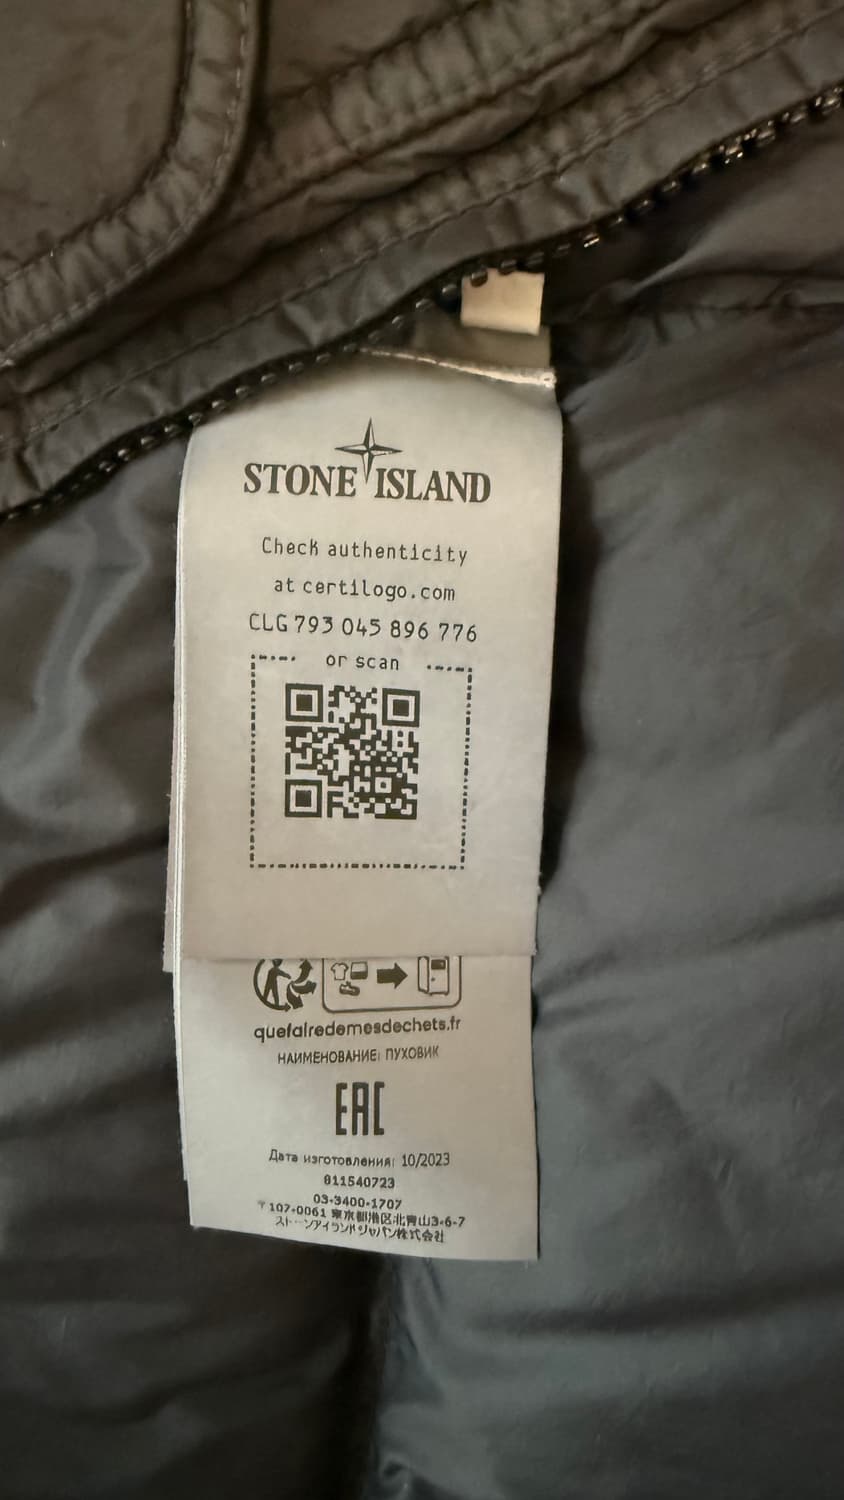 STONE ISLAND
Check authenticity
at certilogo.com
CLG 793 045 896 776
or scan
quefairedemesdechets.fr
НАИМЕНОВАНИЕ: ПУХОВИК
EAC
Дата изготовления: 10/2023
811540723
03-3400-1707
〒107-0061 東京都港区北青山3-6-7
ストーンアイランドジャパン株式会社